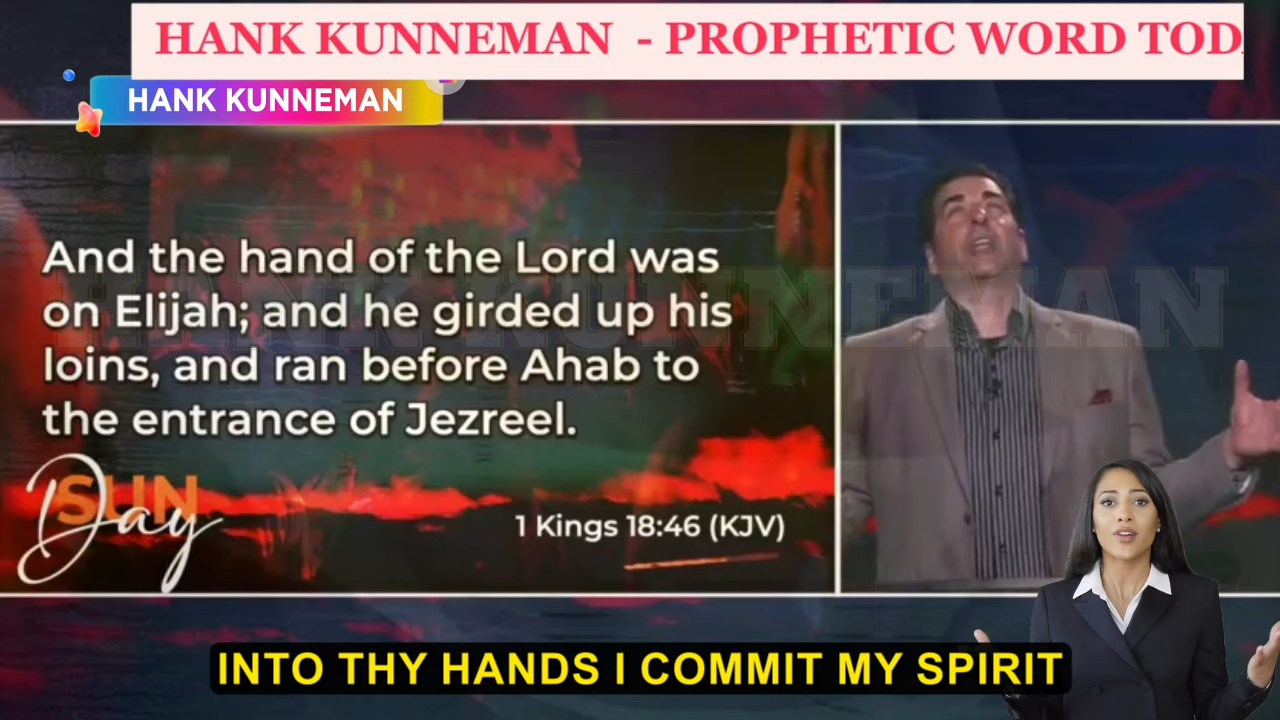 HANK KUNNEMAN - PROPHETIC WORD TOD
HANK KUNNEMAN
And the hand of the Lord was
on Elijah; and he girded up his
loins, and ran before Ahab to
the entrance of Jezreel.
HANK KUNNEMAN
SUN
Day
1 Kings 18:46 (KJV)
INTO THY HANDS I COMMIT MY SPIRIT